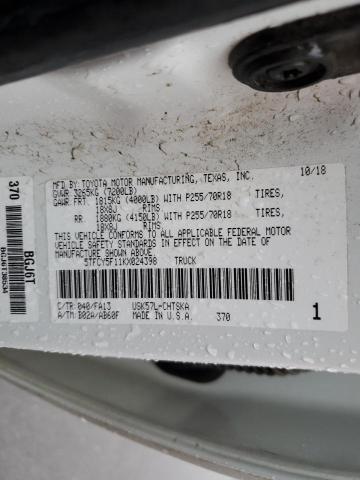 MFD.BY:TOYOTA MOTOR MANUFACTURING, TEXAS, INC. 10/18
GVWR 3265KG (7200LB)
GAWR FRT. 1815KG (4000LB) WITH P255/70R18 TIRES,
18X8J RIMS
RR. 1880KG (4150LB) WITH P255/70R18 TIRES,
18X8J RIMS
THIS VEHICLE CONFORMS TO ALL APPLICABLE FEDERAL MOTOR
VEHICLE SAFETY STANDARDS IN EFFECT ON THE DATE OF
MANUFACTURE SHOWN ABOVE.
5TFCY5F11KX024398 TRUCK
C/TR:040/FA13 USK57L-CHTSKA
A/TM:B02A/AB60F MADE IN U.S.A. 370 1
370
BGJ6T